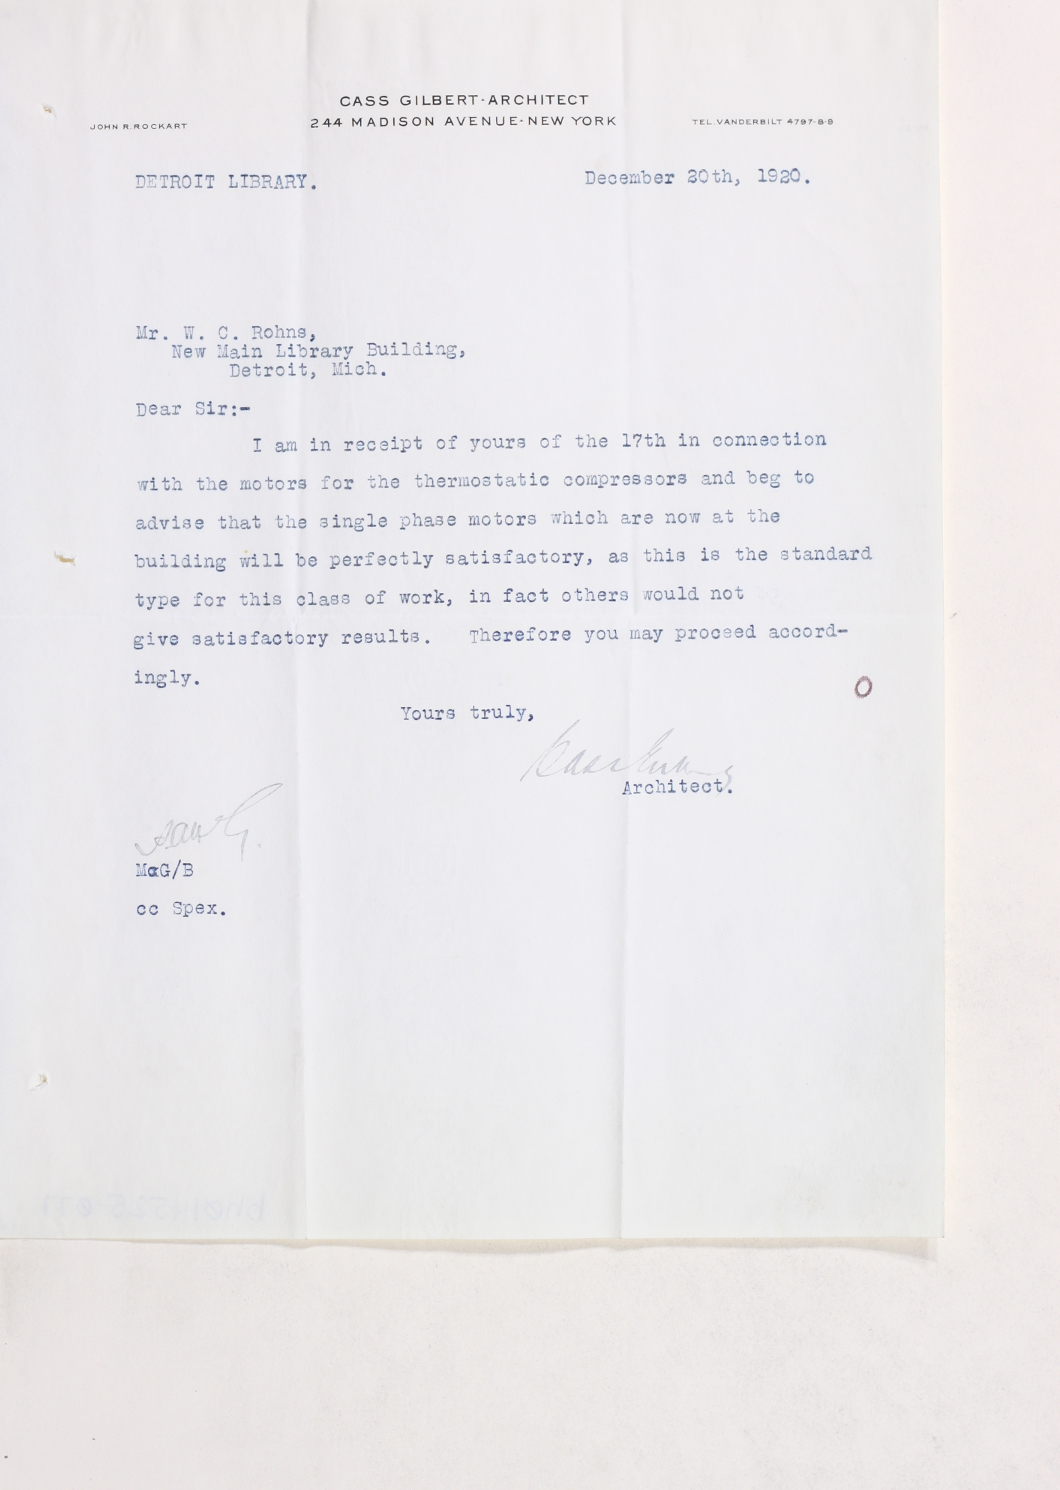 CASS GILBERT-ARCHITECT
JOHN R. ROCKART
244 MADISON AVENUE-NEW YORK
TEL. VANDERBILT 4797-8-9
DETROIT LIBRARY.
December 20th, 1920.
Mr. W. C. Rohns,
New Main Library Building,
Detroit, Mich.
Dear Sir:-
I am in receipt of yours of the 17th in connection
with the motors for the thermostatic compressors and beg to
advise that the single phase motors which are now at the
building will be perfectly satisfactory, as this is the standard
type for this class of work, in fact others would not
give satisfactory results. Therefore you may proceed accord-
ingly.
Yours truly,
Cass Gilbert
Architect.
MaG/B
cc Spex.